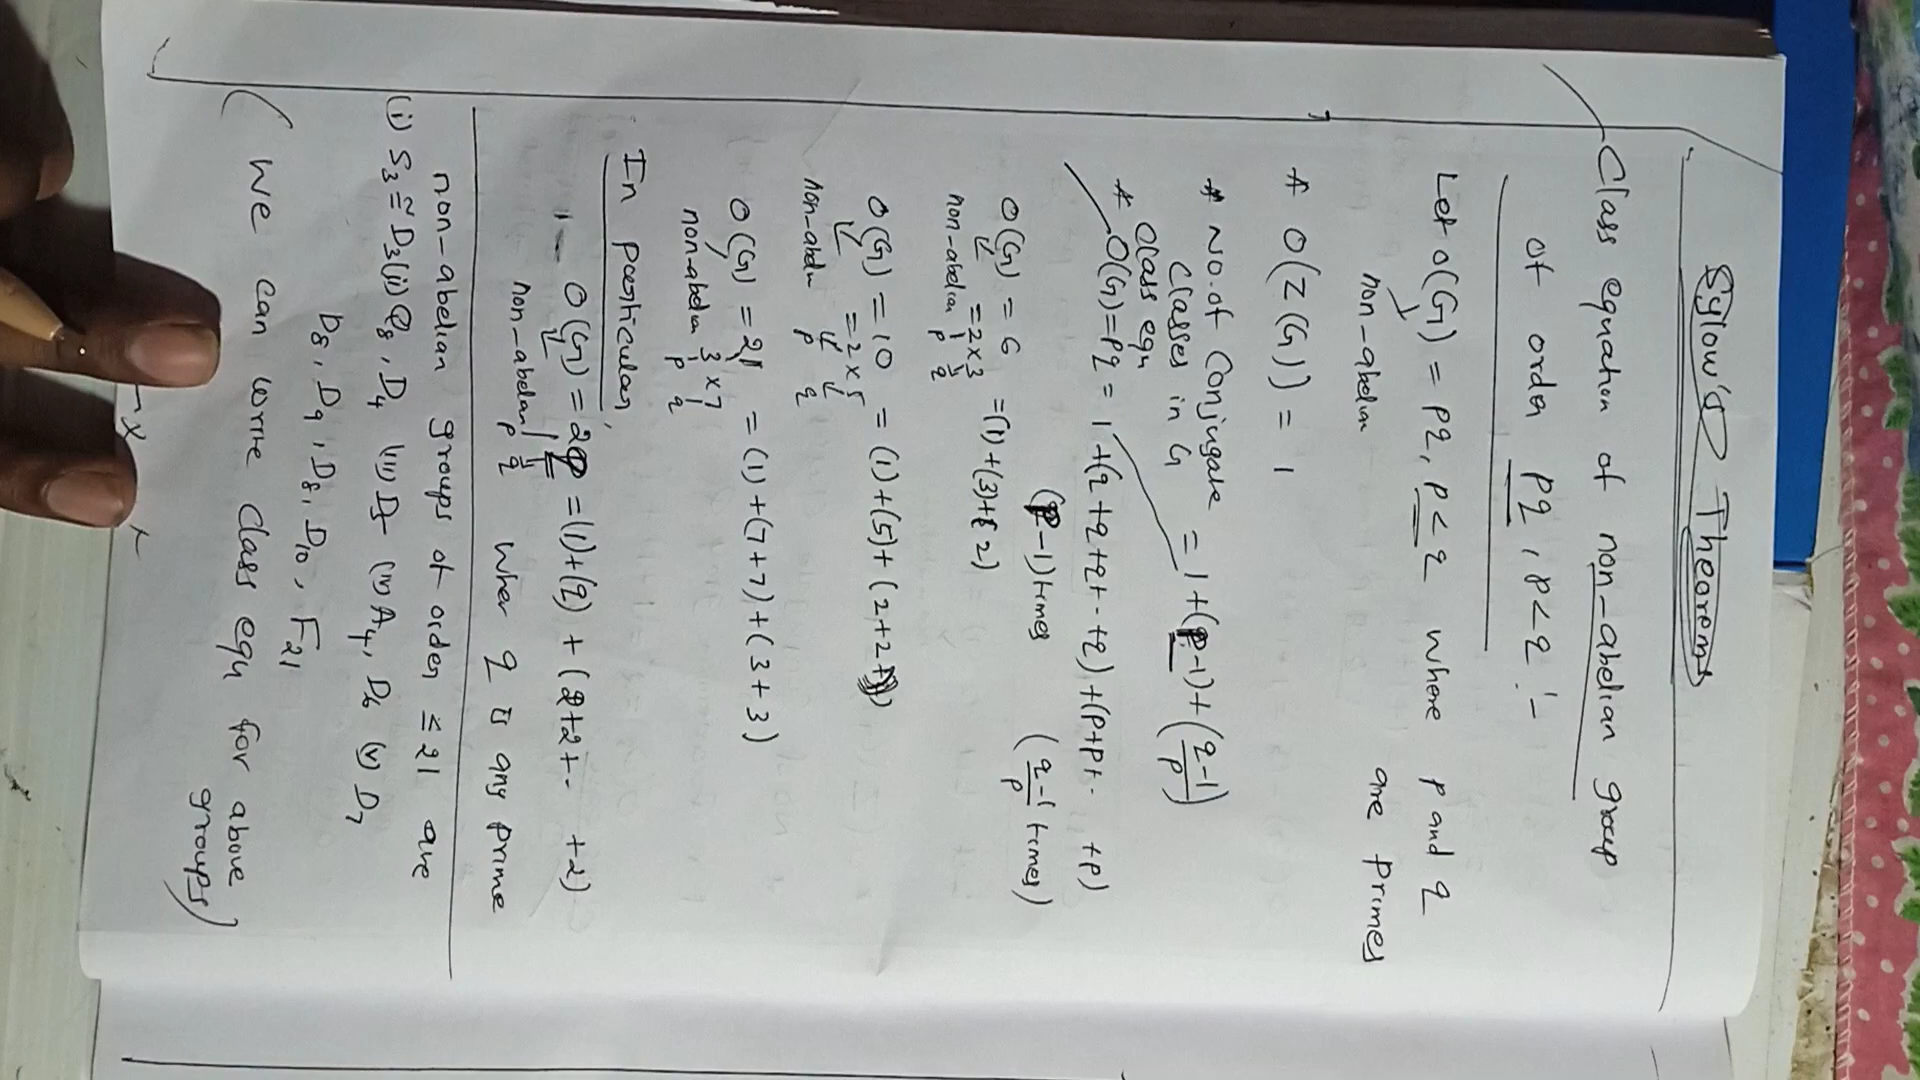 Sylow's Theorems
Class equation of non-abelian group
of order pq, p<q :-
Let O(G) = pq, p<q where p and q
non-abelian are primes
* O(Z(G)) = 1
* No. of Conjugate = 1+(p-1)+(q-1/p)
Classes in G
Class equ
* O(G)=pq = 1+(q+q+q+--+q)+(p+p+- +p)
(p-1)times (q-1/p times)
O(G) = 6 =(1)+(3)+(2)
non-abelian =2×3
p q
O(G) = 10 = (1)+(5)+(2+2)
non-abelian =2×5
p q
O(G) = 21 = (1)+(7+7)+(3+3)
non-abelian 3×7
p q
In particular,
1- O(G) = 2q =(1)+(q)+(2+2+-- +2)
non-abelian p q where q is any prime
non-abelian groups of order ≤ 21 are
(i) S3≅D3 (ii) Q8, D4 (iii) D5 (iv) A4, D6 (v) D7
D8, D9, D8, D10, F21
(We can write class equ for above
groups)